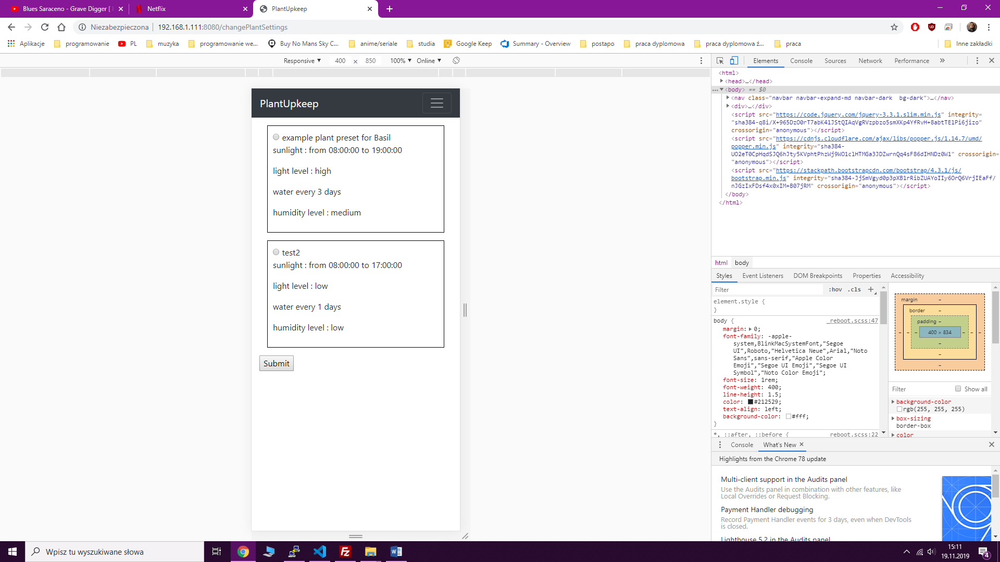 Blues Saraceno - Grave Digger [
Netflix
PlantUpkeep
Niezabezpieczona
192.168.1.111:8080/changePlantSettings
Aplikacje
programowanie
PL
muzyka
programowanie we...
Buy No Mans Sky C...
anime/seriale
studia
Google Keep
Summary - Overview
postapo
praca dyplomowa
praca dyplomowa ź...
praca
Inne zakładki
Responsive ▼ 400 × 850 100% ▼ Online ▼
PlantUpkeep
example plant preset for Basil
sunlight : from 08:00:00 to 19:00:00
light level : high
water every 3 days
humidity level : medium
test2
sunlight : from 08:00:00 to 17:00:00
light level : low
water every 1 days
humidity level : low
Submit
Elements Console Sources Network Performance »
<html>
<head>…</head>
<body> == $0
<nav class="navbar navbar-expand-md navbar-dark  bg-dark">…</nav>
<div>…</div>
<script src="https://code.jquery.com/jquery-3.3.1.slim.min.js" integrity=
"sha384-q8i/X+965DzO0rT7abK41JStQIAqVgRVzpbzo5smXKp4YfRvH+8abtTE1Pi6jizo"
crossorigin="anonymous"></script>
<script src="https://cdnjs.cloudflare.com/ajax/libs/popper.js/1.14.7/umd/
popper.min.js" integrity="sha384-
UO2eT0CpHqdSJQ6hJty5KVphtPhzWj9WO1clHTMGa3JDZwrnQq4sF86dIHNDz0W1" crossorigin=
"anonymous"></script>
<script src="https://stackpath.bootstrapcdn.com/bootstrap/4.3.1/js/
bootstrap.min.js" integrity="sha384-JjSmVgyd0p3pXB1rRibZUAYoIIy6OrQ6VrjIEaFf/
nJGzIxFDsf4x0xIM+B07jRM" crossorigin="anonymous"></script>
</body>
</html>
html body
Styles Event Listeners DOM Breakpoints Properties Accessibility
Filter :hov .cls +
element.style {
}
body { _reboot.scss:47
margin: 0;
font-family: -apple-
system,BlinkMacSystemFont,"Segoe
UI",Roboto,"Helvetica Neue",Arial,"Noto
Sans",sans-serif,"Apple Color
Emoji","Segoe UI Emoji","Segoe UI
Symbol","Noto Color Emoji";
font-size: 1rem;
font-weight: 400;
line-height: 1.5;
color: #212529;
text-align: left;
background-color: #fff;
}
*, ::after, ::before { _reboot.scss:22
margin –
border –
padding –
– – – 400 × 834 – – –
–
–
–
Filter Show all
background-color
rgb(255, 255, 255)
box-sizing
border-box
color
Console What's New ×
Highlights from the Chrome 78 update
Multi-client support in the Audits panel
Use the Audits panel in combination with other features, like
Local Overrides or Request Blocking.
Payment Handler debugging
Record Payment Handler events for 3 days, even when DevTools
is closed.
Lighthouse 5.2 in the Audits panel
Wpisz tu wyszukiwane słowa
15:11
19.11.2019
4